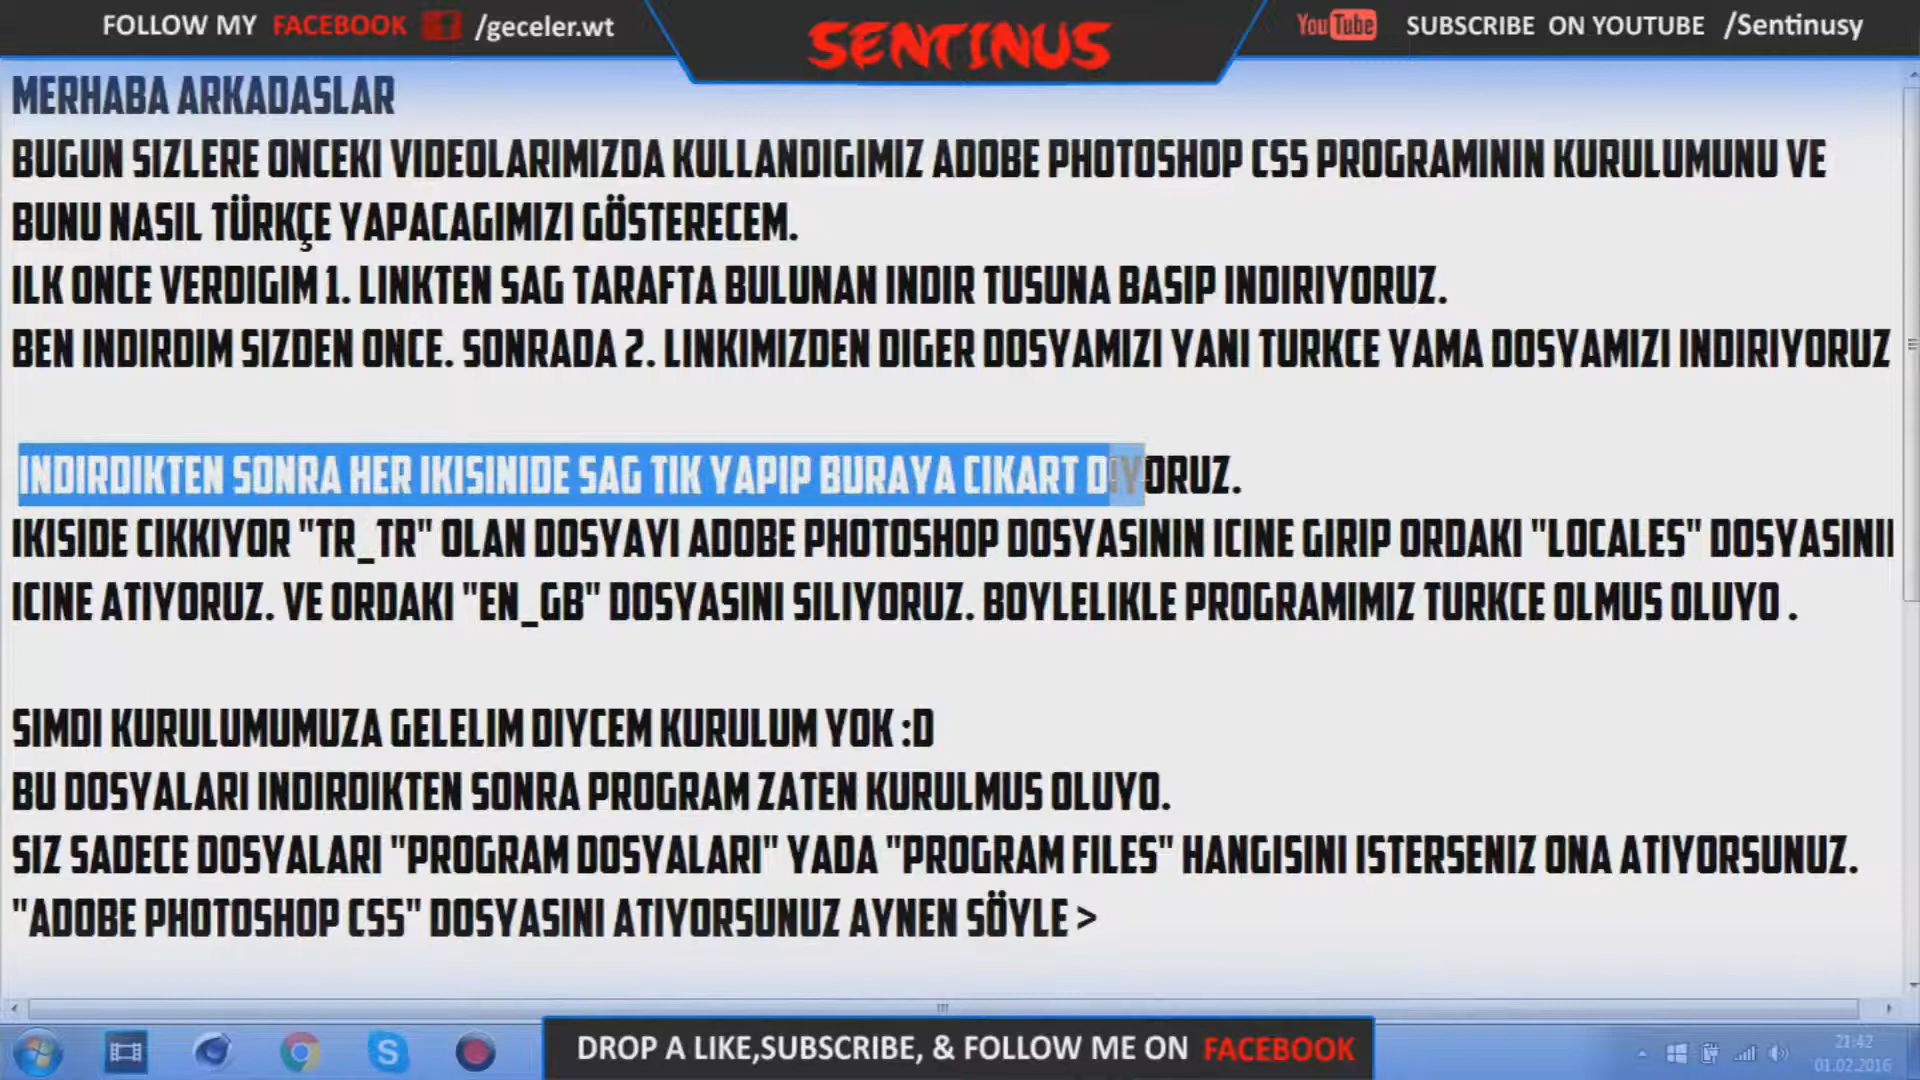 FOLLOW MY FACEBOOK /geceler.wt
SENTINUS
YouTube SUBSCRIBE ON YOUTUBE /Sentinusy
MERHABA ARKADASLAR
BUGUN SIZLERE ONCEKI VIDEOLARIMIZDA KULLANDIGIMIZ ADOBE PHOTOSHOP CS5 PROGRAMININ KURULUMUNU VE
BUNU NASIL TÜRKÇE YAPACAGIMIZI GÖSTERECEM.
ILK ONCE VERDIGIM 1. LINKTEN SAG TARAFTA BULUNAN INDIR TUSUNA BASIP INDIRIYORUZ.
BEN INDIRDIM SIZDEN ONCE. SONRADA 2. LINKIMIZDEN DIGER DOSYAMIZI YANI TURKCE YAMA DOSYAMIZI INDIRIYORUZ
INDIRDIKTEN SONRA HER IKISINIDE SAG TIK YAPIP BURAYA CIKART DIYORUZ.
IKISIDE CIKKIYOR "TR_TR" OLAN DOSYAYI ADOBE PHOTOSHOP DOSYASININ ICINE GIRIP ORDAKI "LOCALES"
ICINE ATIYORUZ. VE ORDAKI "EN_GB" DOSYASINI SILIYORUZ. BOYLELIKLE PROGRAMIMIZ TURKCE OLMUS OLUYO .
SIMDI KURULUMUMUZA GELELIM DIYCEM KURULUM YOK :D
BU DOSYALARI INDIRDIKTEN SONRA PROGRAM ZATEN KURULMUS OLUYO.
SIZ SADECE DOSYALARI "PROGRAM DOSYALARI" YADA "PROGRAM FILES" HANGISINI ISTERSENIZ ONA ATIYORSUNUZ.
"ADOBE PHOTOSHOP CS5" DOSYASINI ATIYORSUNUZ AYNEN SÖYLE >
DROP A LIKE,SUBSCRIBE, & FOLLOW ME ON FACEBOOK
21:42
01.02.2016